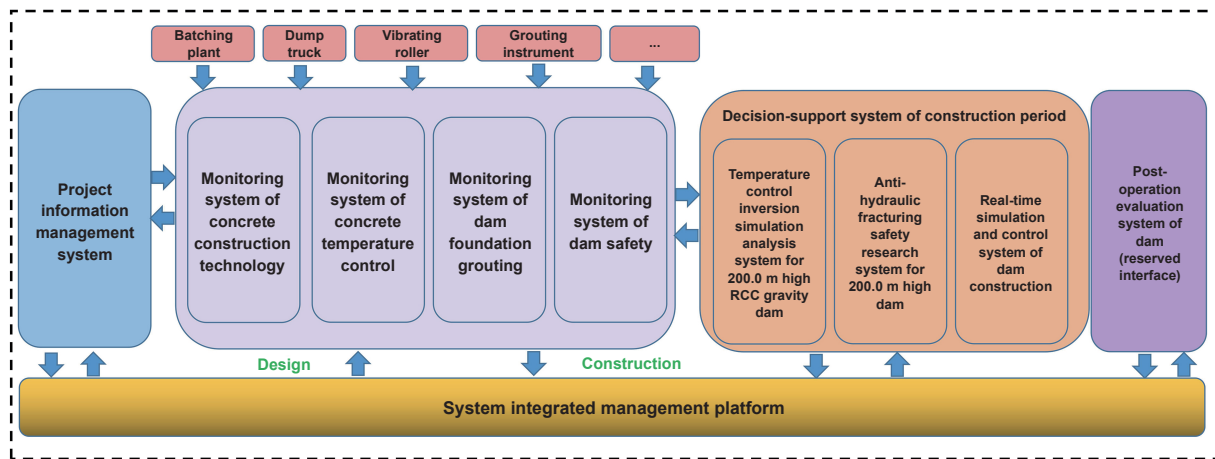 Batching
plant
Dump
truck
Vibrating
roller
Grouting
instrument
...
Project
information
management
system
Monitoring
system of
concrete
construction
technology
Monitoring
system of
concrete
temperature
control
Monitoring
system of
dam
foundation
grouting
Monitoring
system of
dam safety
Decision-support system of construction period
Temperature
control
inversion
simulation
analysis
system for
200.0 m high
RCC gravity
dam
Anti-
hydraulic
fracturing
safety
research
system for
200.0 m high
dam
Real-time
simulation
and control
system of
dam
construction
Post-
operation
evaluation
system of
dam
(reserved
interface)
Design
Construction
System integrated management platform